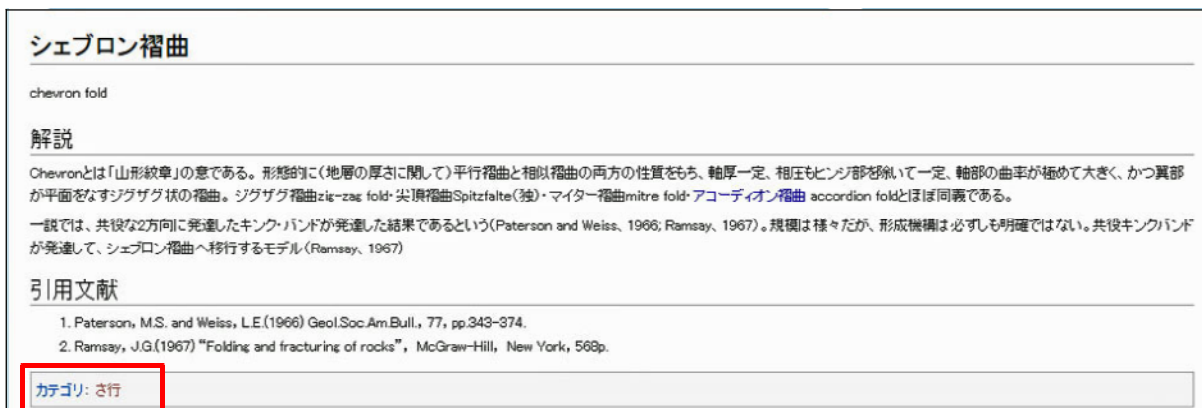 シェブロン褶曲
chevron fold
解説
Chevronとは「山形紋章」の意である。形態的に(地層の厚さに関して)平行褶曲と相似褶曲の両方の性質をもち、軸厚一定、相圧もヒンジ部を除いて一定、軸部の曲率が極めて大きく、かつ翼部
が平面をなすジグザグ状の褶曲。ジグザグ褶曲zig-zag fold・尖頂褶曲Spitzfalte(独)・マイター褶曲mitre fold・アコーディオン褶曲 accordion foldとほぼ同義である。
一説では、共役な2方向に発達したキンク・バンドが発達した結果であるという(Paterson and Weiss、1966; Ramsay、1967)。規模は様々だが、形成機構は必ずしも明確ではない。共役キンクバンド
が発達して、シェブロン褶曲へ移行するモデル(Ramsay、1967)
引用文献
1. Paterson, M.S. and Weiss, L.E.(1966) Geol.Soc.Am.Bull., 77, pp.343-374.
2. Ramsay, J.G.(1967) “Folding and fracturing of rocks”, McGraw-Hill, New York, 568p.
カテゴリ: さ行